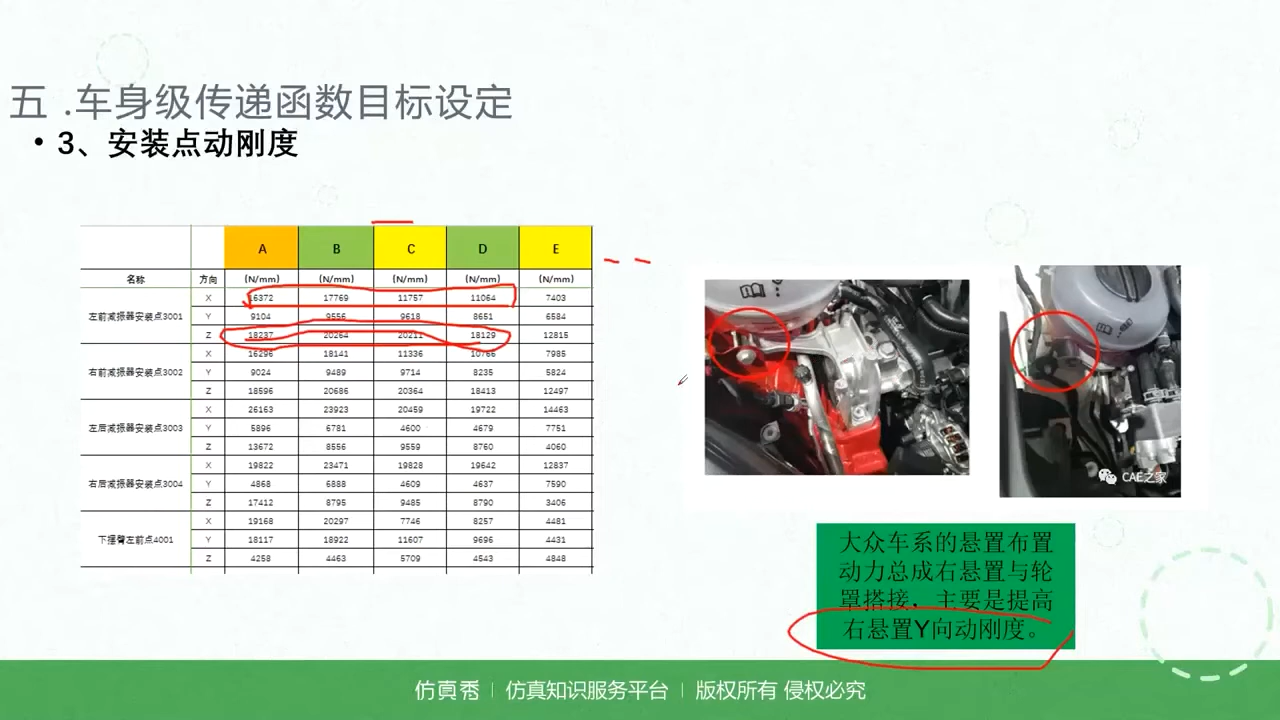 五 .车身级传递函数目标设定
• 3、安装点动刚度
A B C D E
名称 方向 (N/mm) (N/mm) (N/mm) (N/mm) (N/mm)
左前减振器安装点3001 X 16372 17769 11757 11064 7403
Y 9104 9556 9618 8651 6584
Z 18237 20264 20211 18129 12815
右前减振器安装点3002 X 16296 18141 11336 10766 7985
Y 9024 9489 9714 8235 5824
Z 18596 20686 20364 18413 12497
左后减振器安装点3003 X 26163 23923 20459 19722 14463
Y 5896 6781 4600 4679 7751
Z 13672 8556 9559 8760 4060
右后减振器安装点3004 X 19822 23471 19828 19642 12837
Y 4868 6888 4609 4637 7590
Z 17412 8795 9485 8790 3406
下摆臂左前点4001 X 19168 20297 7746 8257 4481
Y 18117 18922 11607 9696 4431
Z 4258 4463 5709 4543 4848
CAE之家
大众车系的悬置布置
动力总成右悬置与轮
罩搭接，主要是提高
右悬置Y向动刚度。
仿真秀 | 仿真知识服务平台 | 版权所有 侵权必究